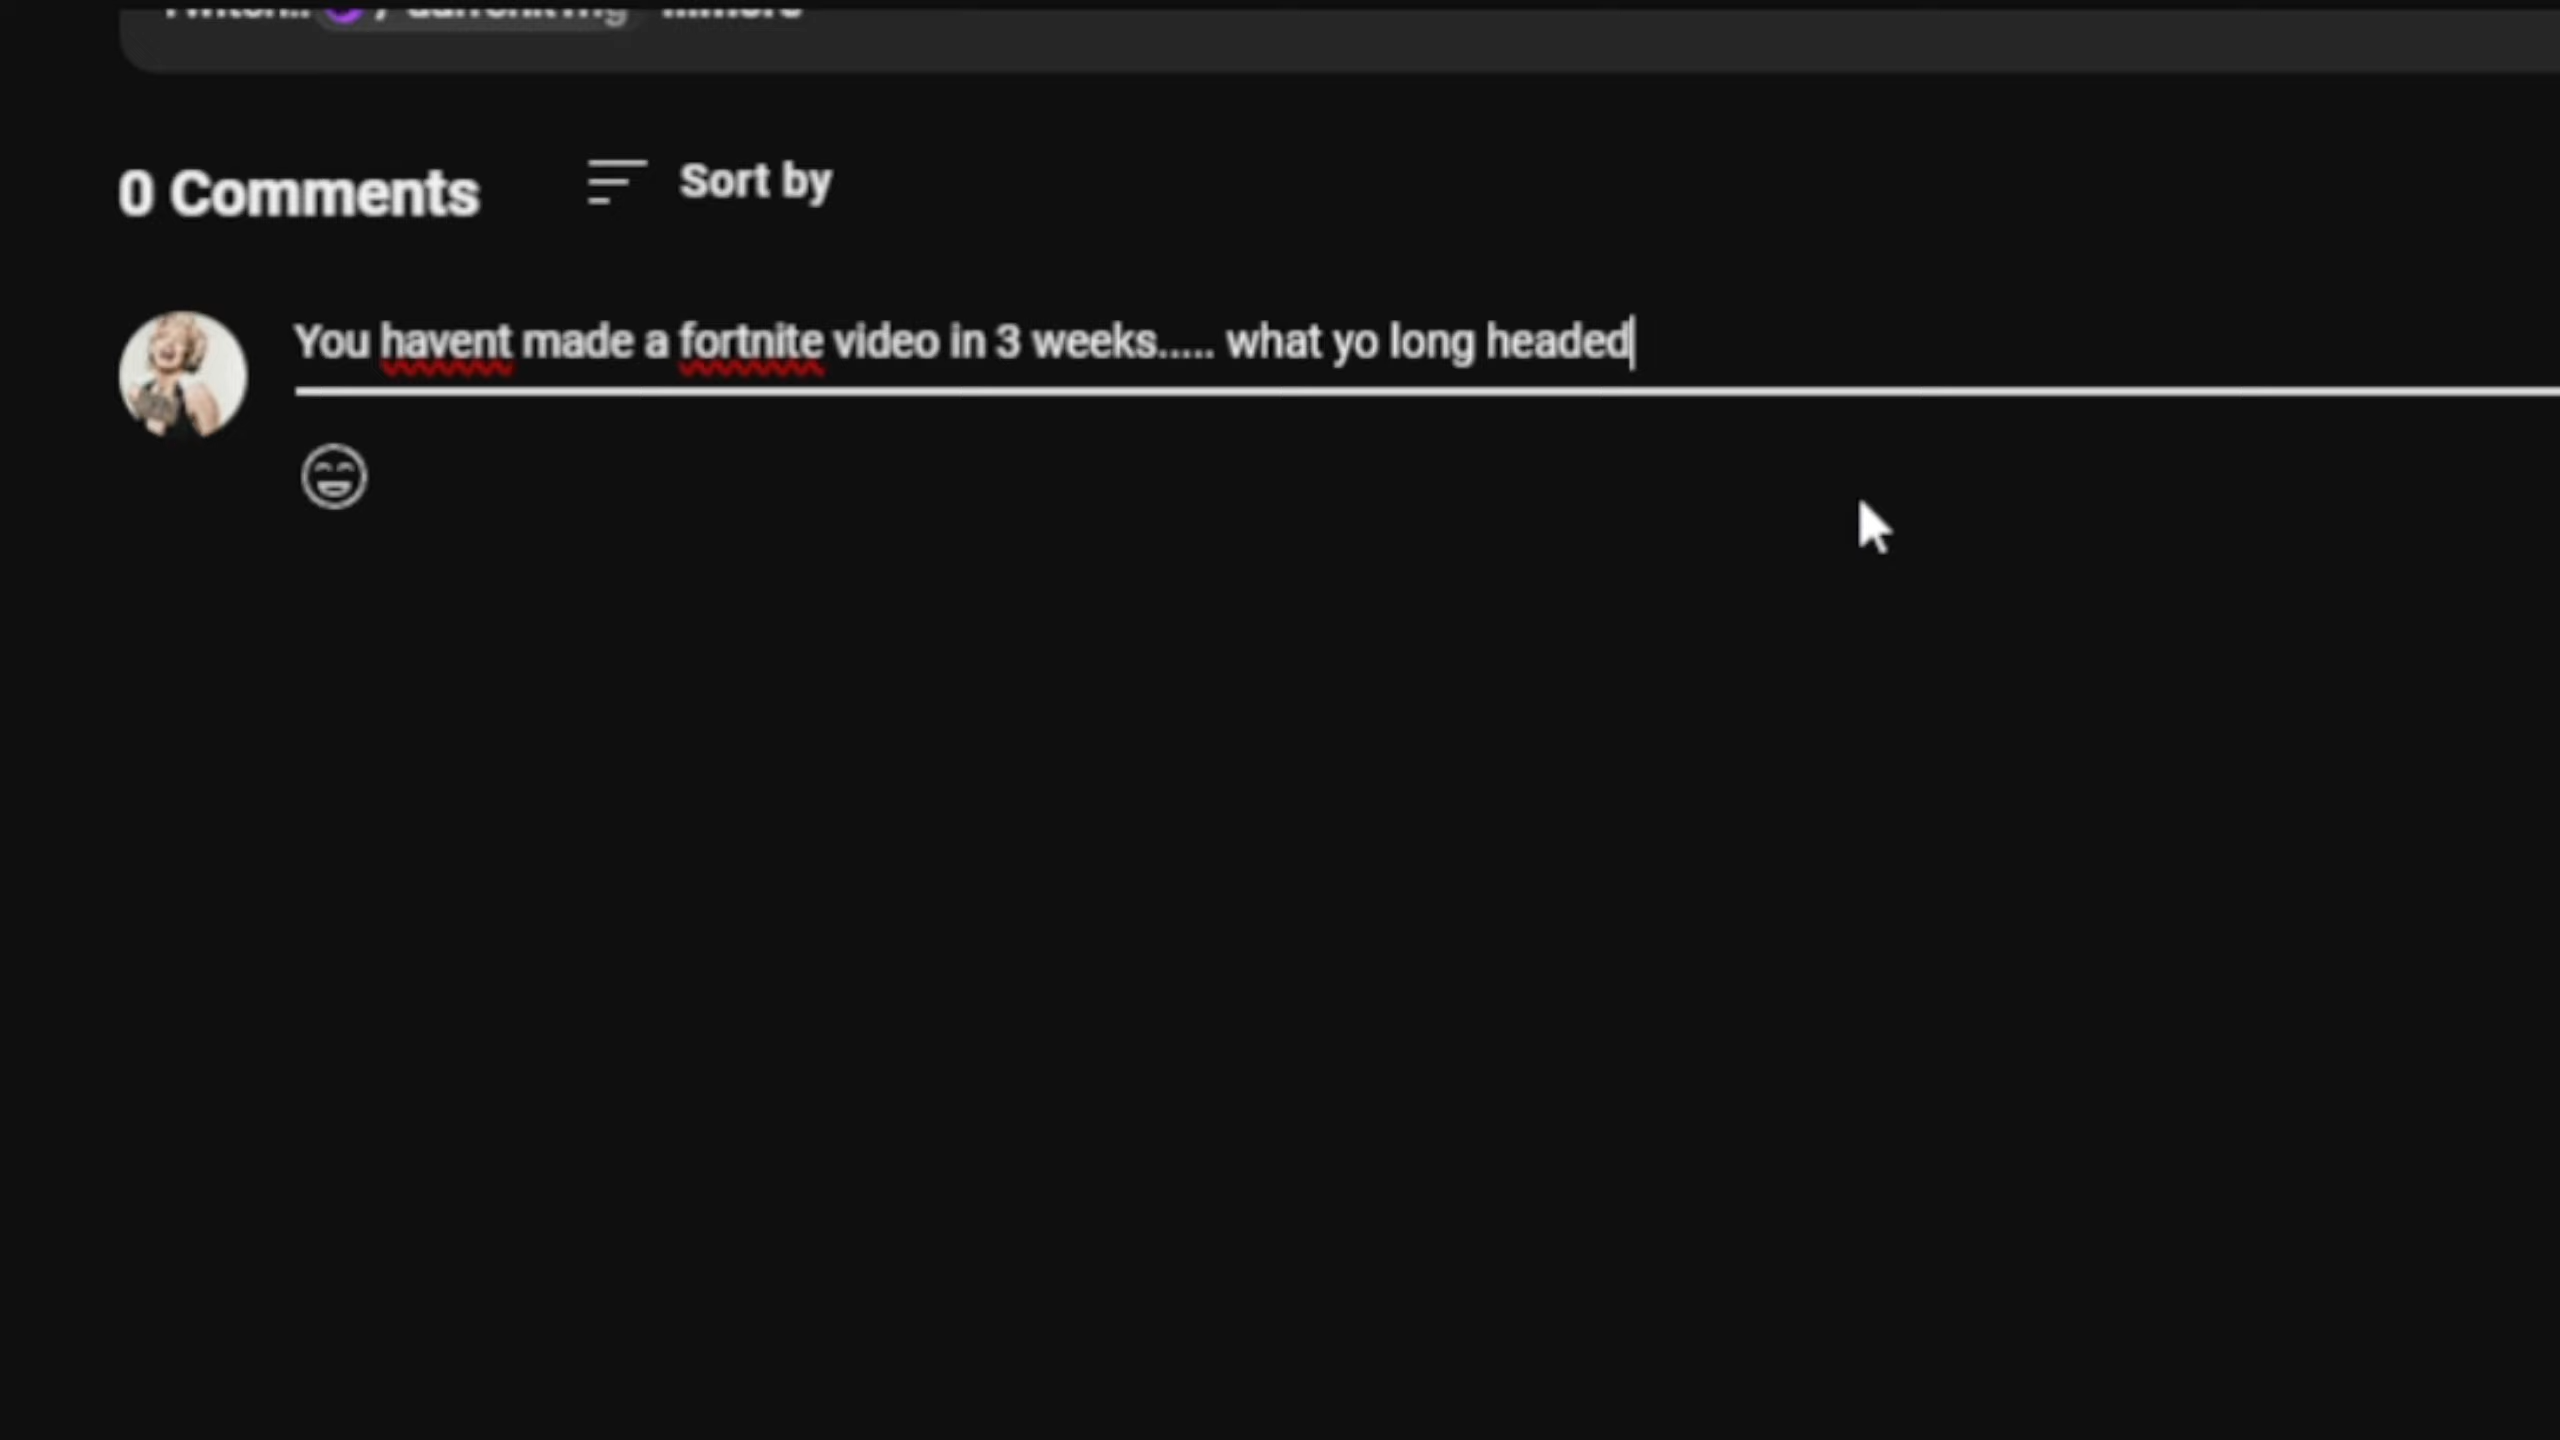 0 Comments
Sort by
You havent made a fortnite video in 3 weeks..... what yo long headed